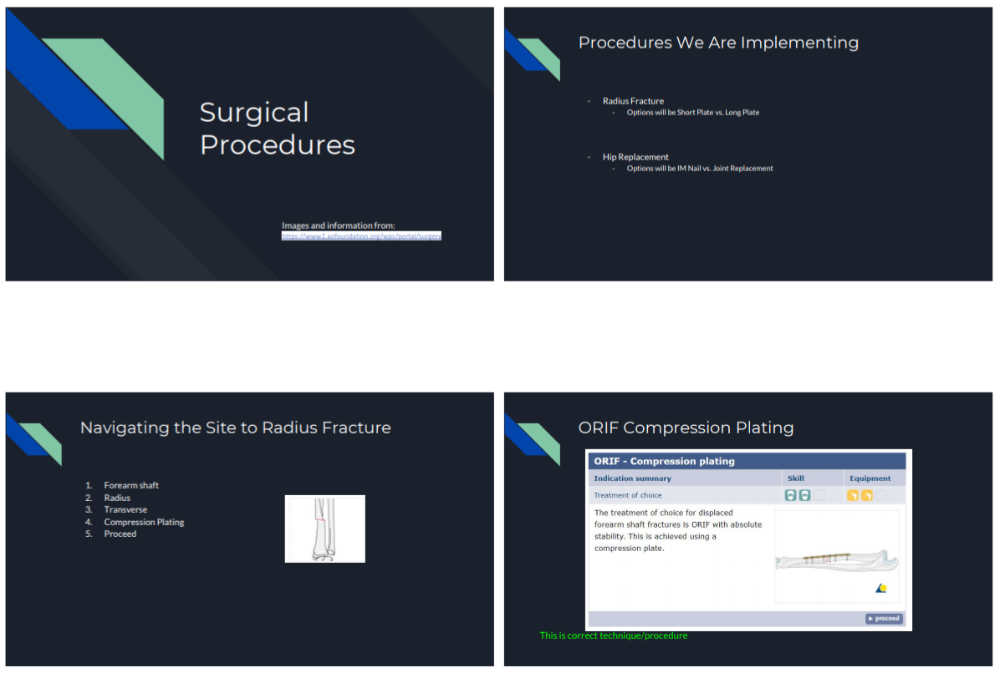 Surgical
Procedures
Images and information from:
https://www2.aofoundation.org/wps/portal/surgery
Procedures We Are Implementing
- Radius Fracture
- Options will be Short Plate vs. Long Plate
- Hip Replacement
- Options will be IM Nail vs. Joint Replacement
Navigating the Site to Radius Fracture
1. Forearm shaft
2. Radius
3. Transverse
4. Compression Plating
5. Proceed
ORIF Compression Plating
ORIF - Compression plating
Indication summary Skill Equipment
Treatment of choice
The treatment of choice for displaced
forearm shaft fractures is ORIF with absolute
stability. This is achieved using a
compression plate.
proceed
This is correct technique/procedure